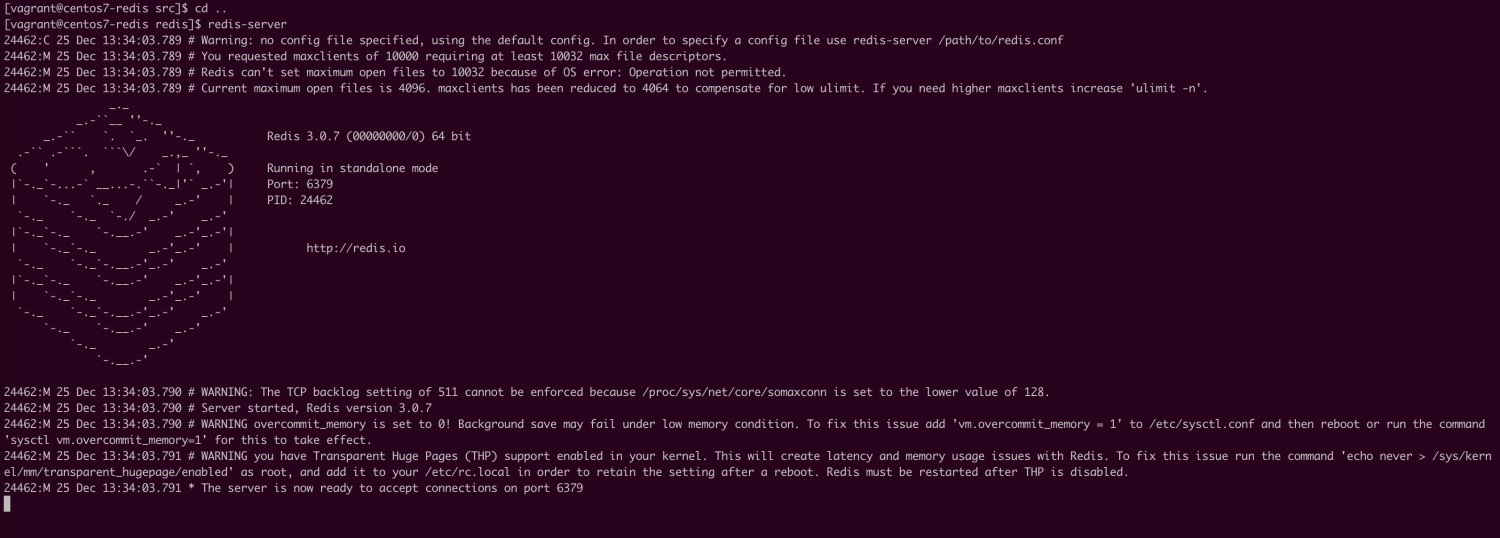 [vagrant@centos7-redis src]$ cd ..
[vagrant@centos7-redis redis]$ redis-server
24462:C 25 Dec 13:34:03.789 # Warning: no config file specified, using the default config. In order to specify a config file use redis-server /path/to/redis.conf
24462:M 25 Dec 13:34:03.789 # You requested maxclients of 10000 requiring at least 10032 max file descriptors.
24462:M 25 Dec 13:34:03.789 # Redis can't set maximum open files to 10032 because of OS error: Operation not permitted.
24462:M 25 Dec 13:34:03.789 # Current maximum open files is 4096. maxclients has been reduced to 4064 to compensate for low ulimit. If you need higher maxclients increase 'ulimit -n'.
Redis 3.0.7 (00000000/0) 64 bit
Running in standalone mode
Port: 6379
PID: 24462
http://redis.io
24462:M 25 Dec 13:34:03.790 # WARNING: The TCP backlog setting of 511 cannot be enforced because /proc/sys/net/core/somaxconn is set to the lower value of 128.
24462:M 25 Dec 13:34:03.790 # Server started, Redis version 3.0.7
24462:M 25 Dec 13:34:03.790 # WARNING overcommit_memory is set to 0! Background save may fail under low memory condition. To fix this issue add 'vm.overcommit_memory = 1' to /etc/sysctl.conf and then reboot or run the command
'sysctl vm.overcommit_memory=1' for this to take effect.
24462:M 25 Dec 13:34:03.791 # WARNING you have Transparent Huge Pages (THP) support enabled in your kernel. This will create latency and memory usage issues with Redis. To fix this issue run the command 'echo never > /sys/kern
el/mm/transparent_hugepage/enabled' as root, and add it to your /etc/rc.local in order to retain the setting after a reboot. Redis must be restarted after THP is disabled.
24462:M 25 Dec 13:34:03.791 * The server is now ready to accept connections on port 6379